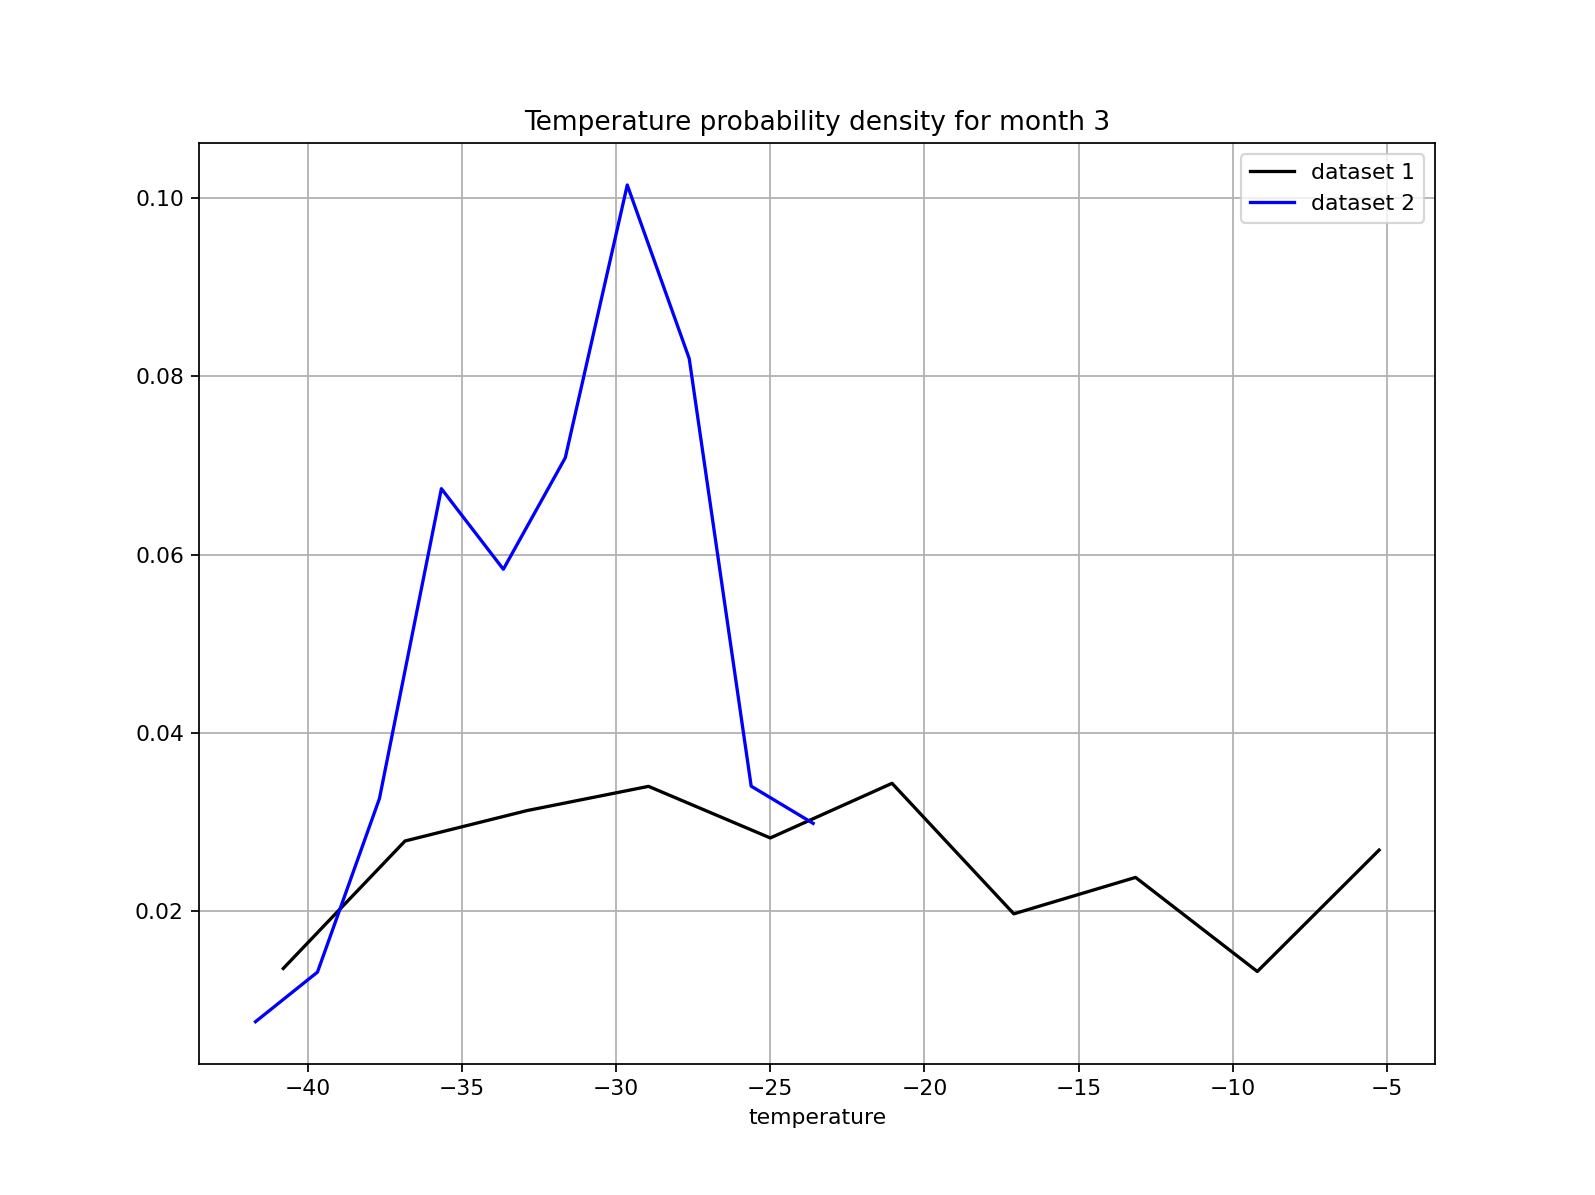 Temperature probability density for month 3
dataset 1
dataset 2
0.10
0.08
0.06
0.04
0.02
−40 −35 −30 −25 −20 −15 −10 −5
temperature